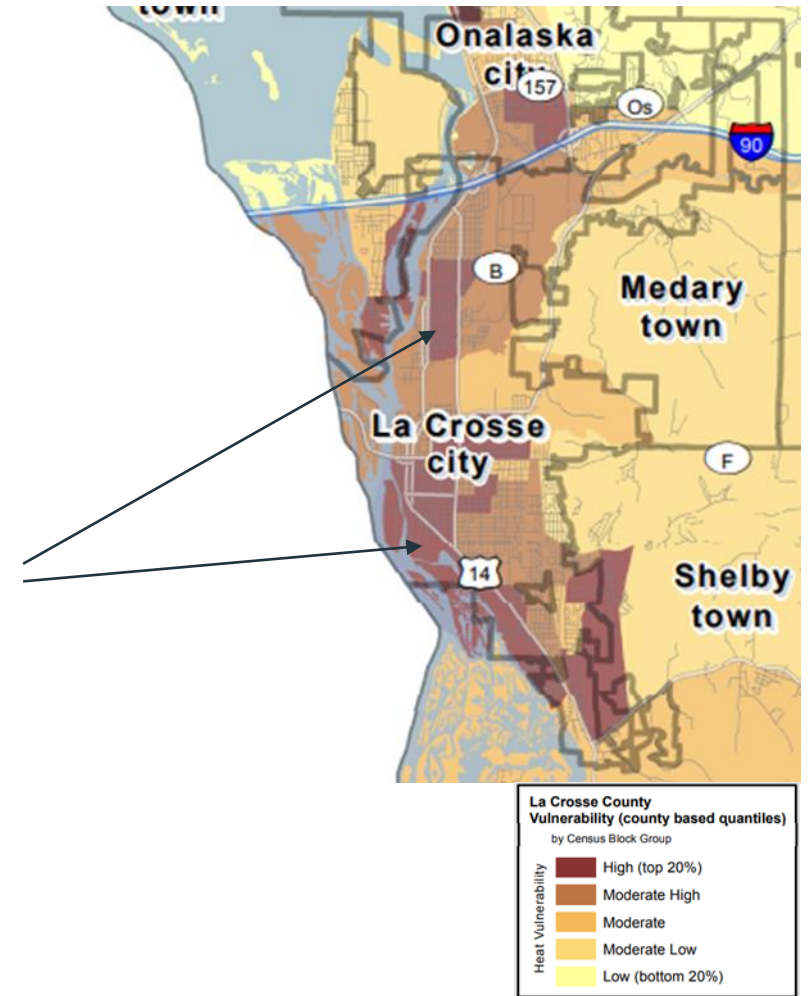 town
Onalaska
city
157
Os
90
B
Medary
town
La Crosse
city
F
14
Shelby
town
La Crosse County
Vulnerability (county based quantiles)
by Census Block Group
Heat Vulnerability
High (top 20%)
Moderate High
Moderate
Moderate Low
Low (bottom 20%)